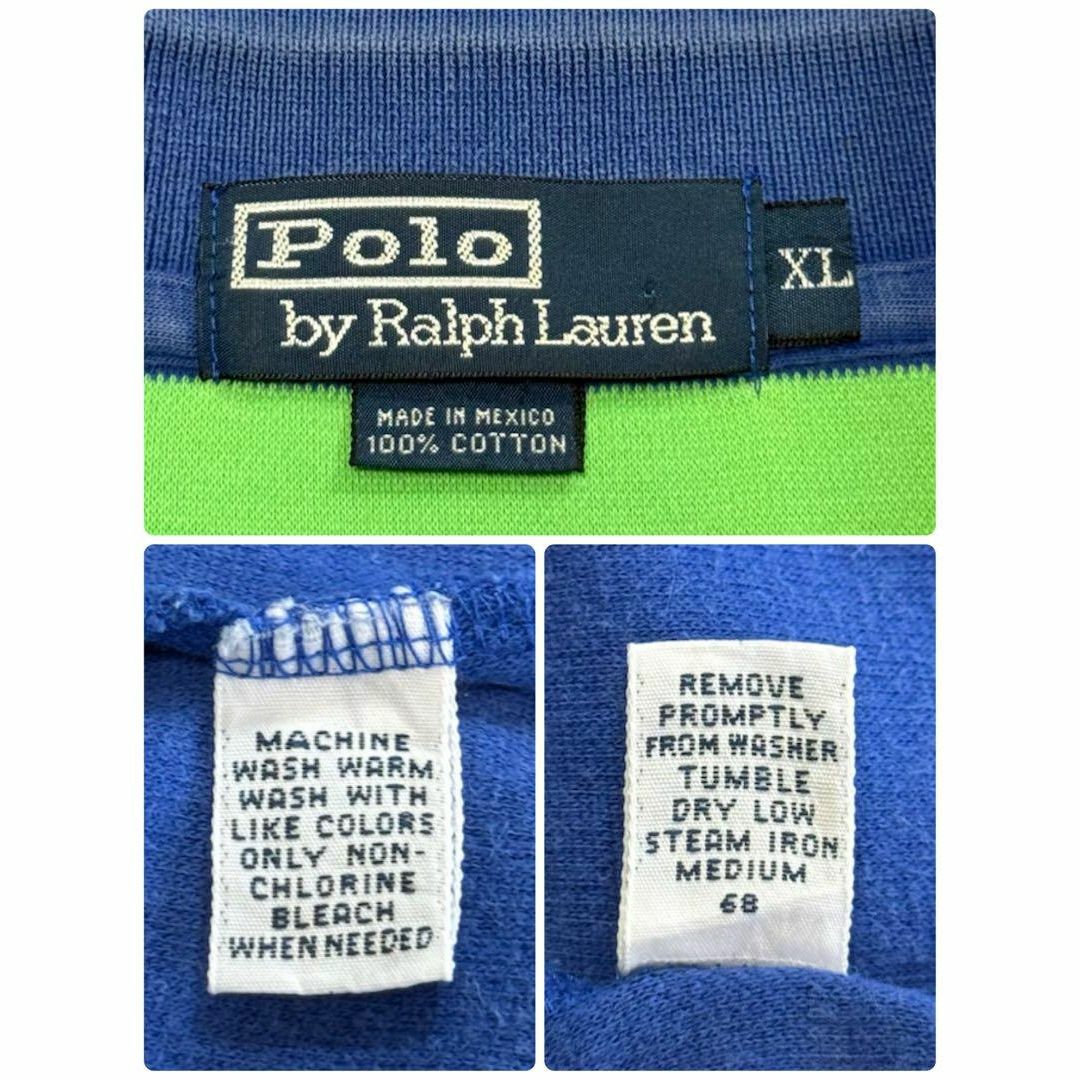 Polo
by Ralph Lauren
XL
MADE IN MEXICO
100% COTTON
MACHINE
WASH WARM
WASH WITH
LIKE COLORS
ONLY NON-
CHLORINE
BLEACH
WHEN NEEDED
REMOVE
PROMPTLY
FROM WASHER
TUMBLE
DRY LOW
STEAM IRON
MEDIUM
68